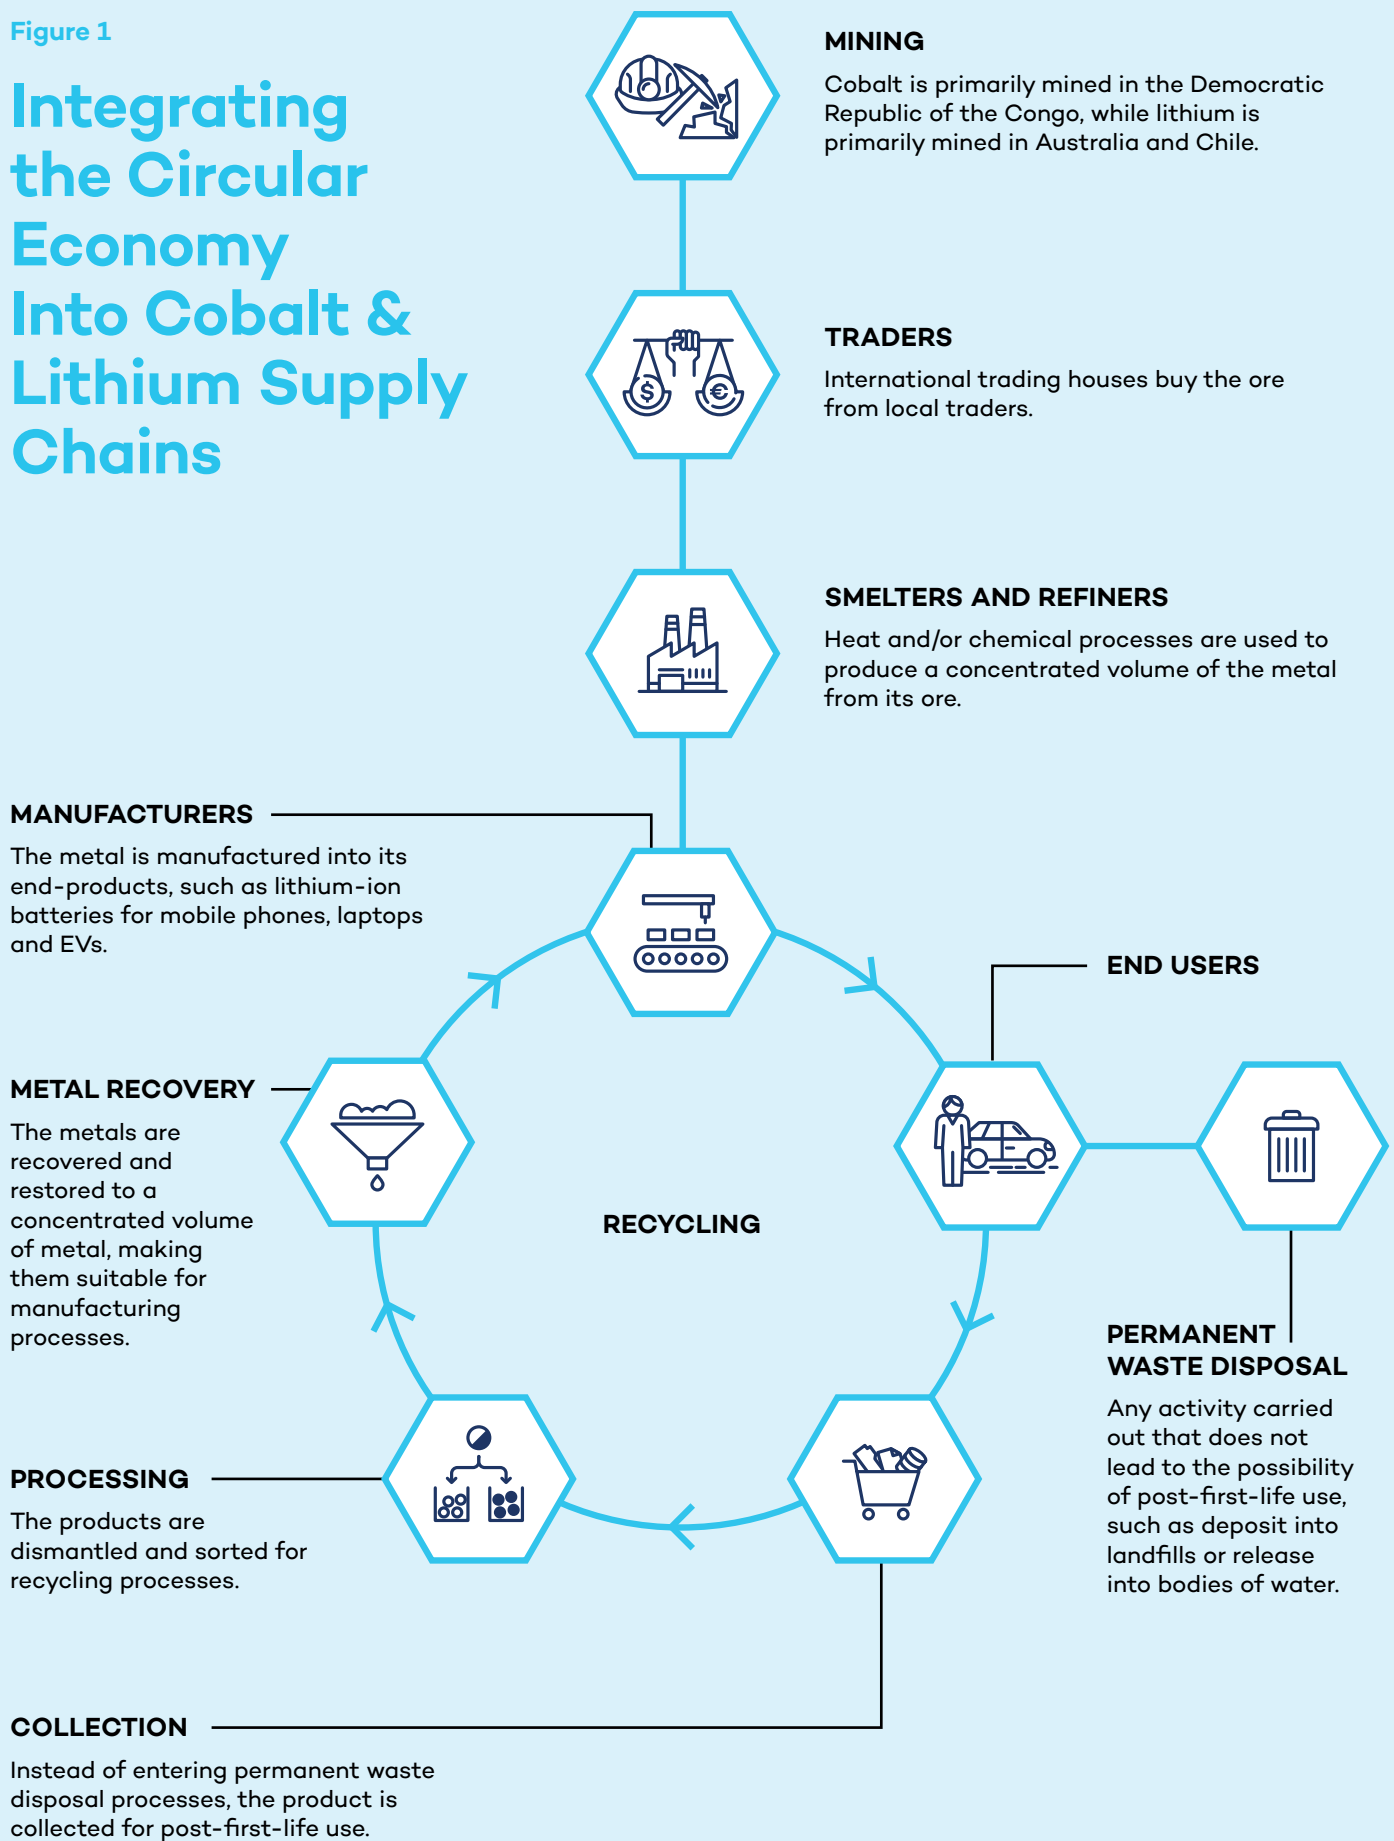 Figure 1
Integrating
the Circular
Economy
Into Cobalt &
Lithium Supply
Chains
MINING
Cobalt is primarily mined in the Democratic
Republic of the Congo, while lithium is
primarily mined in Australia and Chile.
$
€
TRADERS
International trading houses buy the ore
from local traders.
SMELTERS AND REFINERS
Heat and/or chemical processes are used to
produce a concentrated volume of the metal
from its ore.
MANUFACTURERS
The metal is manufactured into its
end-products, such as lithium-ion
batteries for mobile phones, laptops
and EVs.
END USERS
METAL RECOVERY
The metals are
recovered and
restored to a
concentrated volume
of metal, making
them suitable for
manufacturing
processes.
RECYCLING
PERMANENT
WASTE DISPOSAL
Any activity carried
out that does not
lead to the possibility
of post-first-life use,
such as deposit into
landfills or release
into bodies of water.
PROCESSING
The products are
dismantled and sorted for
recycling processes.
COLLECTION
Instead of entering permanent waste
disposal processes, the product is
collected for post-first-life use.